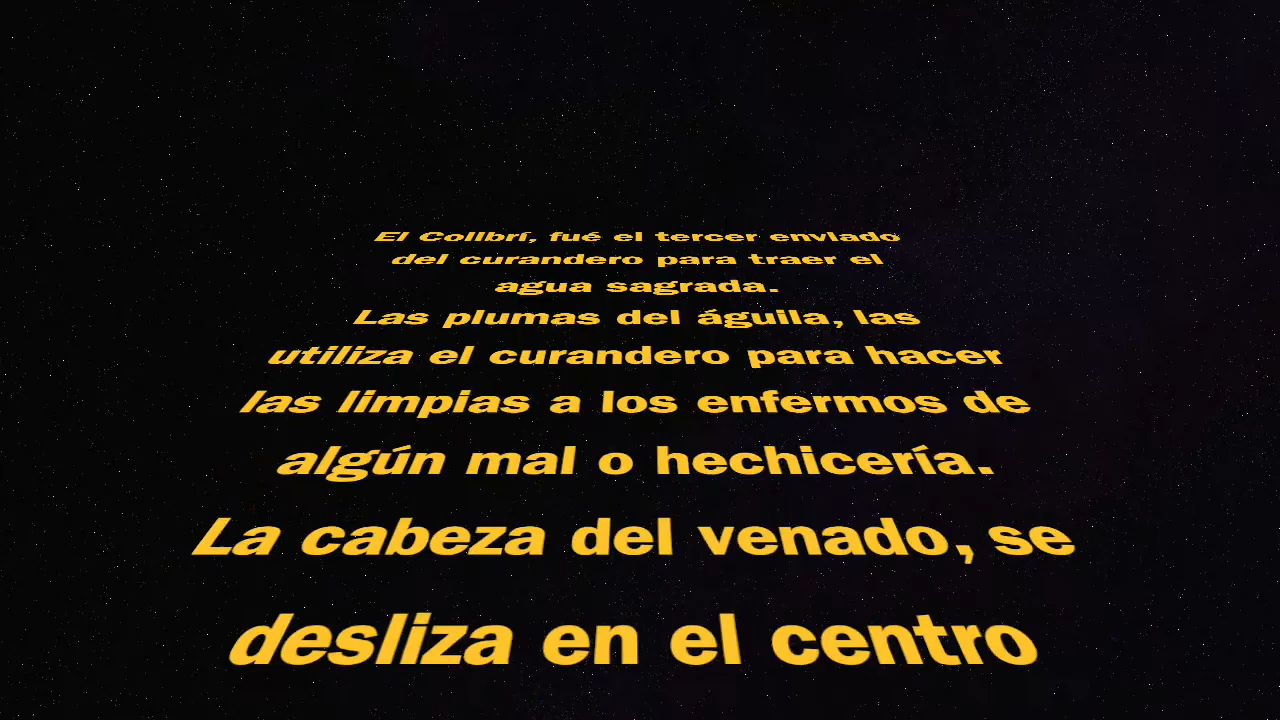 El Colibrí, fué el tercer enviado
del curandero para traer el
agua sagrada.
Las plumas del águila, las
utiliza el curandero para hacer
las limpias a los enfermos de
algún mal o hechicería.
La cabeza del venado, se
desliza en el centro